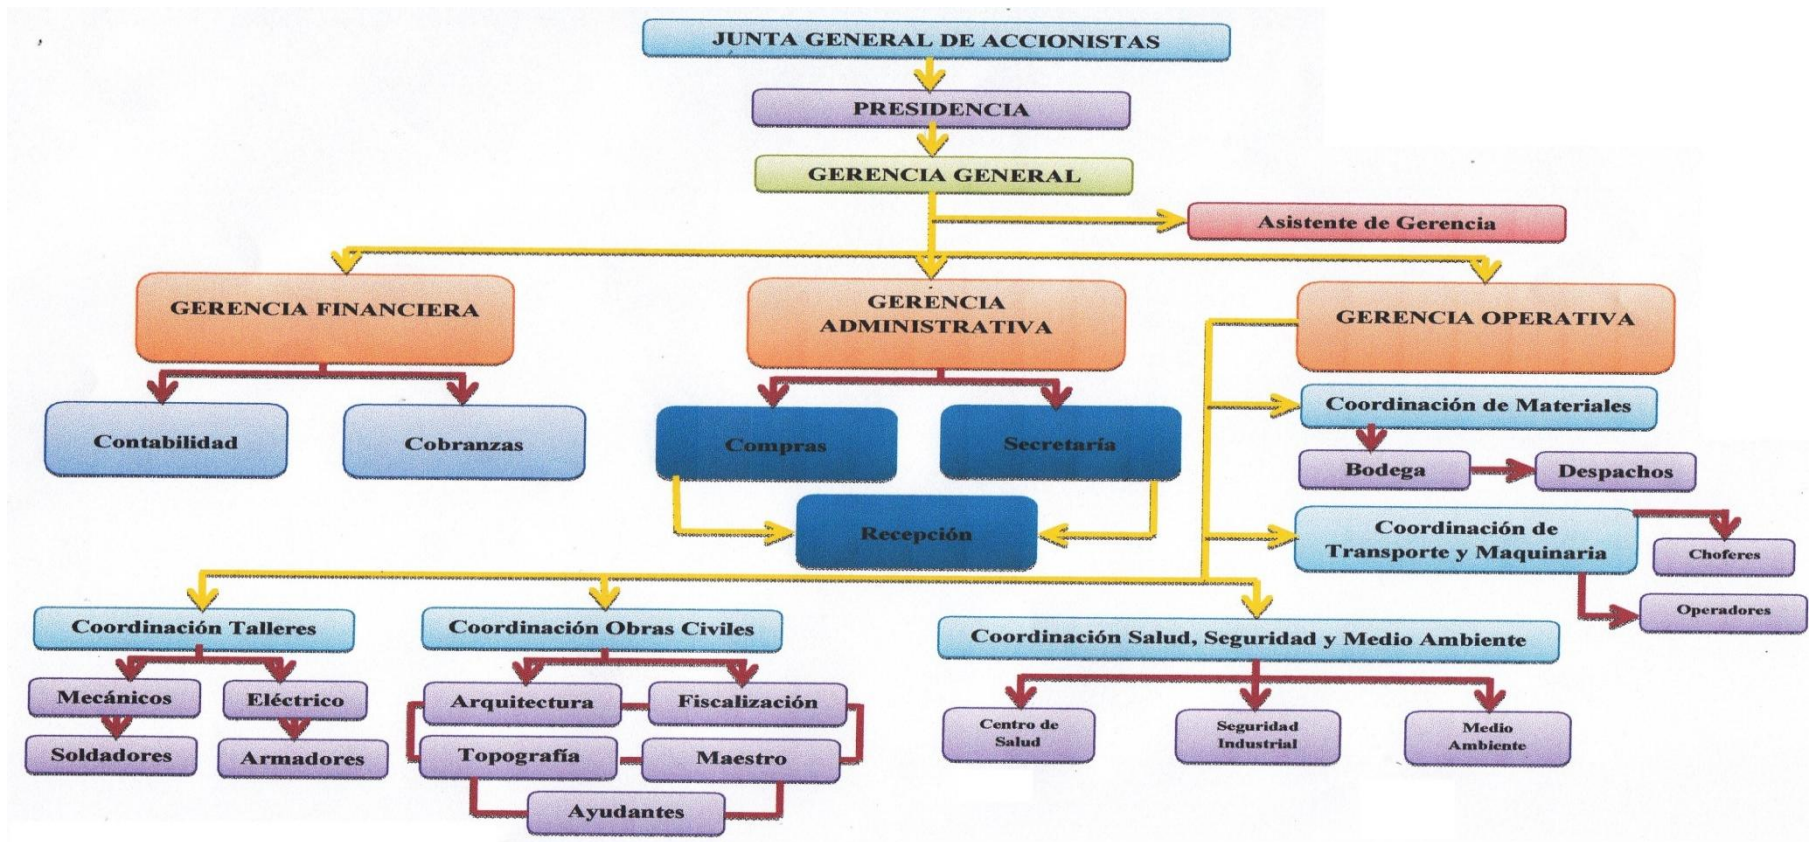 JUNTA GENERAL DE ACCIONISTAS
PRESIDENCIA
GERENCIA GENERAL
Asistente de Gerencia
GERENCIA FINANCIERA
GERENCIA
ADMINISTRATIVA
GERENCIA OPERATIVA
Contabilidad
Cobranzas
Compras
Secretaría
Recepción
Coordinación de Materiales
Bodega
Despachos
Coordinación de
Transporte y Maquinaria
Choferes
Operadores
Coordinación Talleres
Mecánicos
Eléctrico
Soldadores
Armadores
Coordinación Obras Civiles
Arquitectura
Fiscalización
Topografía
Maestro
Ayudantes
Coordinación Salud, Seguridad y Medio Ambiente
Centro de
Salud
Seguridad
Industrial
Medio
Ambiente